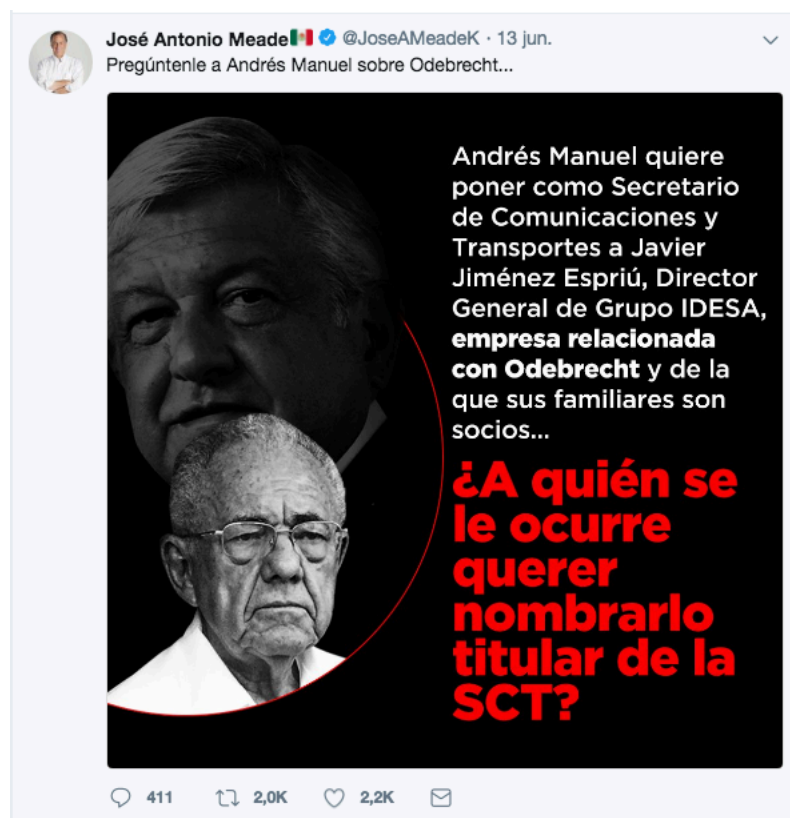 José Antonio Meade🇲🇽 @JoseAMeadeK · 13 jun.
Pregúntenle a Andrés Manuel sobre Odebrecht...
Andrés Manuel quiere
poner como Secretario
de Comunicaciones y
Transportes a Javier
Jiménez Espriú, Director
General de Grupo IDESA,
empresa relacionada
con Odebrecht y de la
que sus familiares son
socios...
¿A quién se
le ocurre
querer
nombrarlo
titular de la
SCT?
411 2,0K 2,2K